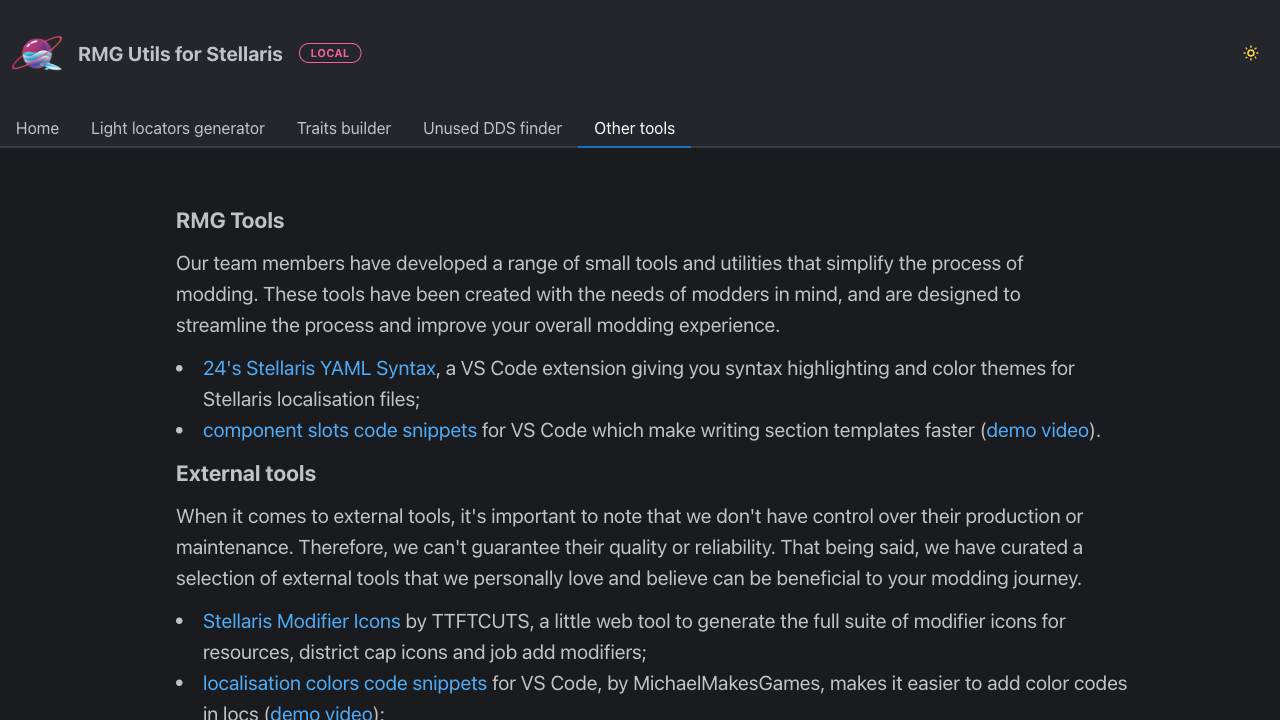 RMG Utils for Stellaris
LOCAL
Home
Light locators generator
Traits builder
Unused DDS finder
Other tools
RMG Tools
Our team members have developed a range of small tools and utilities that simplify the process of
modding. These tools have been created with the needs of modders in mind, and are designed to
streamline the process and improve your overall modding experience.
24's Stellaris YAML Syntax, a VS Code extension giving you syntax highlighting and color themes for
Stellaris localisation files;
component slots code snippets for VS Code which make writing section templates faster (demo video).
External tools
When it comes to external tools, it's important to note that we don't have control over their production or
maintenance. Therefore, we can't guarantee their quality or reliability. That being said, we have curated a
selection of external tools that we personally love and believe can be beneficial to your modding journey.
Stellaris Modifier Icons by TTFTCUTS, a little web tool to generate the full suite of modifier icons for
resources, district cap icons and job add modifiers;
localisation colors code snippets for VS Code, by MichaelMakesGames, makes it easier to add color codes
in locs (demo video);